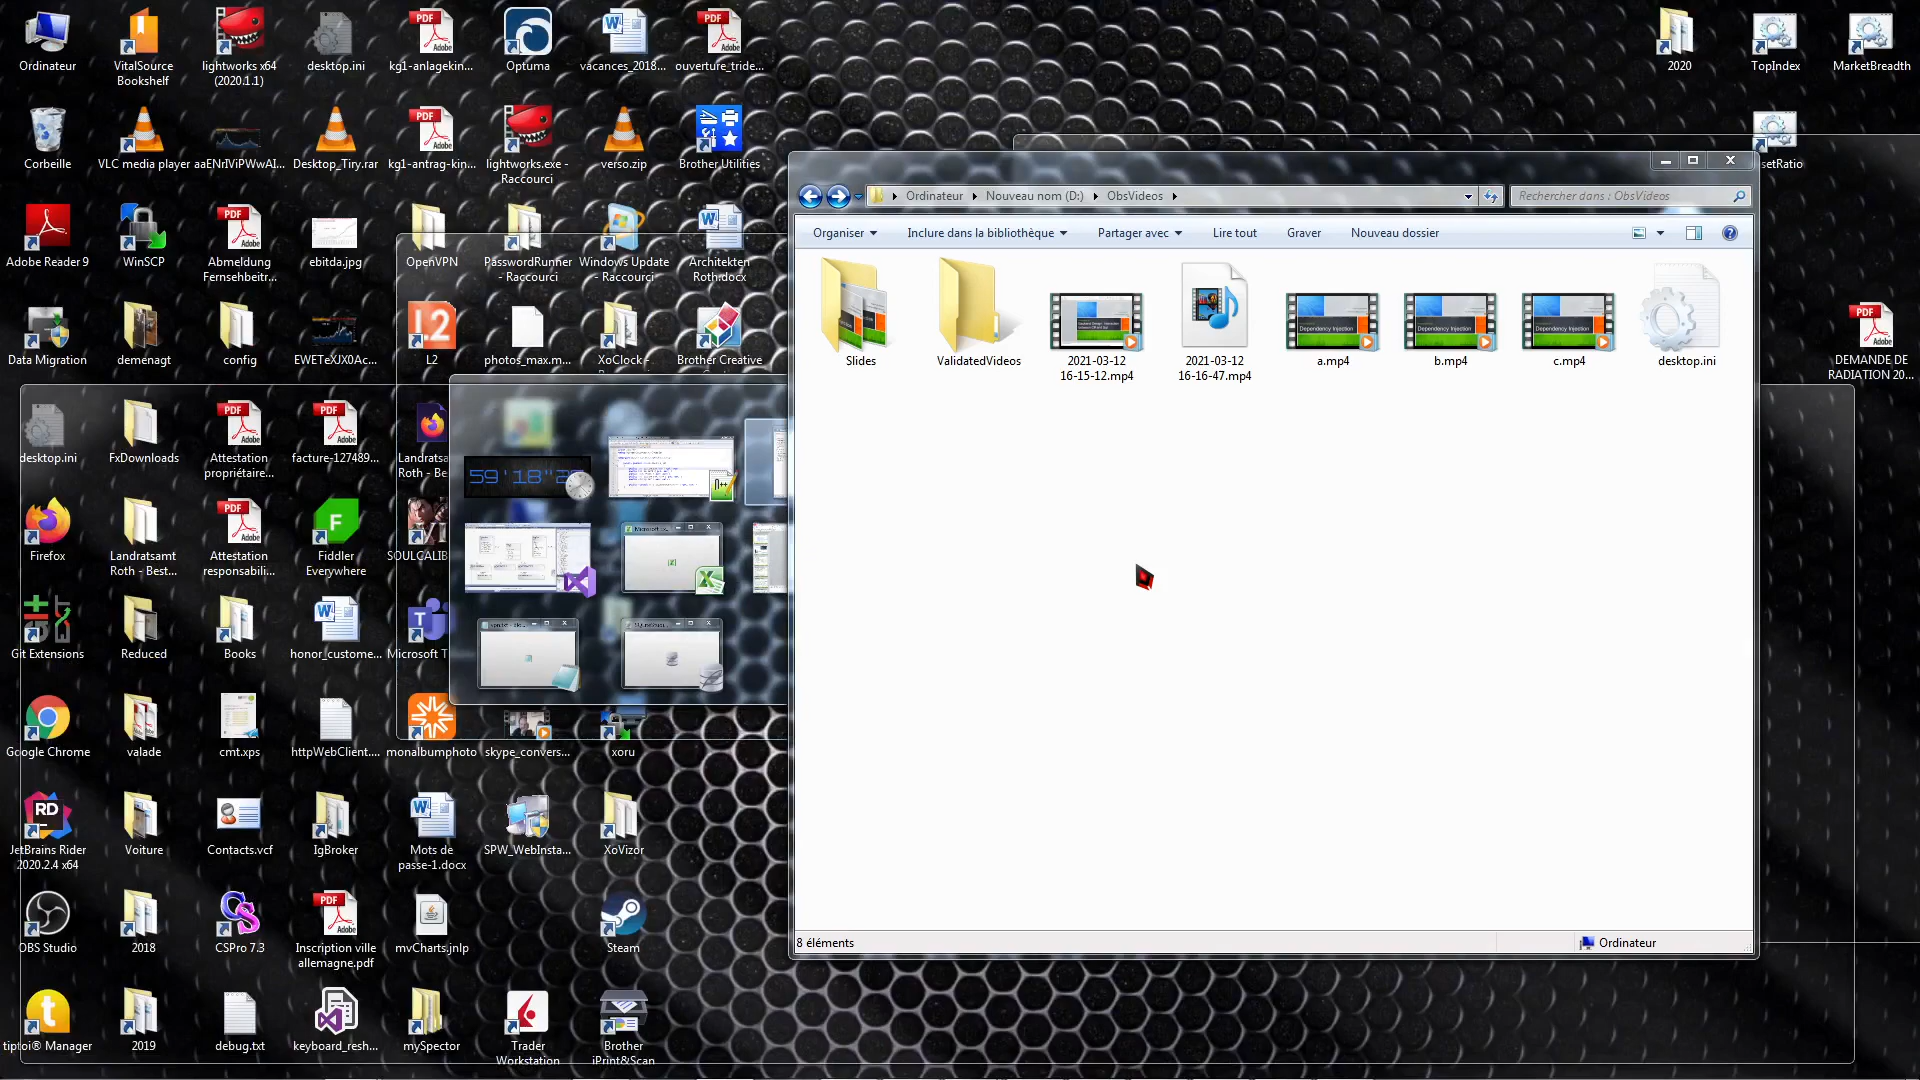 Ordinateur
VitalSource
Bookshelf
lightworks x64
(2020.1.1)
desktop.ini
kg1-anlagekin...
Optuma
vacances_2018...
ouverture_tride...
2020
TopIndex
MarketBreadth
Corbeille
VLC media player
aaENrIViPWwAI...
Desktop_Tiry.rar
kg1-antrag-kin...
lightworks.exe -
Raccourci
verso.zip
Brother Utilities
setRatio
Adobe Reader 9
WinSCP
Abmeldung
Fernsehbeitr...
ebitda.jpg
OpenVPN
PasswordRunner
- Raccourci
Windows Update
- Raccourci
Architekten
Roth.docx
Data Migration
demenagt
config
EWETeXJX0Ac...
L2
photos_max.m...
XoClock -
Brother Creative
DEMANDE DE
RADIATION 20...
desktop.ini
FxDownloads
Attestation
propriétaire...
facture-127489...
Landratsa
Roth - Be
Firefox
Landratsamt
Roth - Best...
Attestation
responsabili...
Fiddler
Everywhere
SOULCALIB
Git Extensions
Reduced
Books
honor_custome...
Microsoft T
Google Chrome
valade
cmt.xps
httpWebClient....
monalbumphoto
skype_convers...
xoru
JetBrains Rider
2020.2.4 x64
Voiture
Contacts.vcf
IgBroker
Mots de
passe-1.docx
SPW_WebInsta...
XoVizor
OBS Studio
2018
CSPro 7.3
Inscription ville
allemagne.pdf
mvCharts.jnlp
Steam
tiptoi® Manager
2019
debug.txt
keyboard_resh...
mySpector
Trader
Workstation
Brother
iPrint&Scan
Ordinateur
Nouveau nom (D:)
ObsVideos
Rechercher dans : ObsVideos
Organiser
Inclure dans la bibliothèque
Partager avec
Lire tout
Graver
Nouveau dossier
Slides
ValidatedVideos
2021-03-12
16-15-12.mp4
2021-03-12
16-16-47.mp4
a.mp4
b.mp4
c.mp4
desktop.ini
Dependency Injection
Dependency Injection
Dependency Injection
8 éléments
Ordinateur